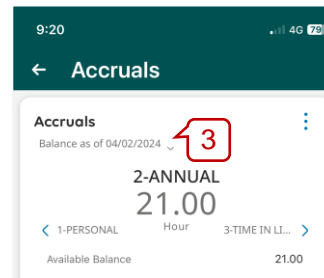 9:20
4G 79
← Accruals
Accruals
Balance as of 04/02/2024
3
2-ANNUAL
21.00
Hour
1-PERSONAL
3-TIME IN LI...
Available Balance 21.00